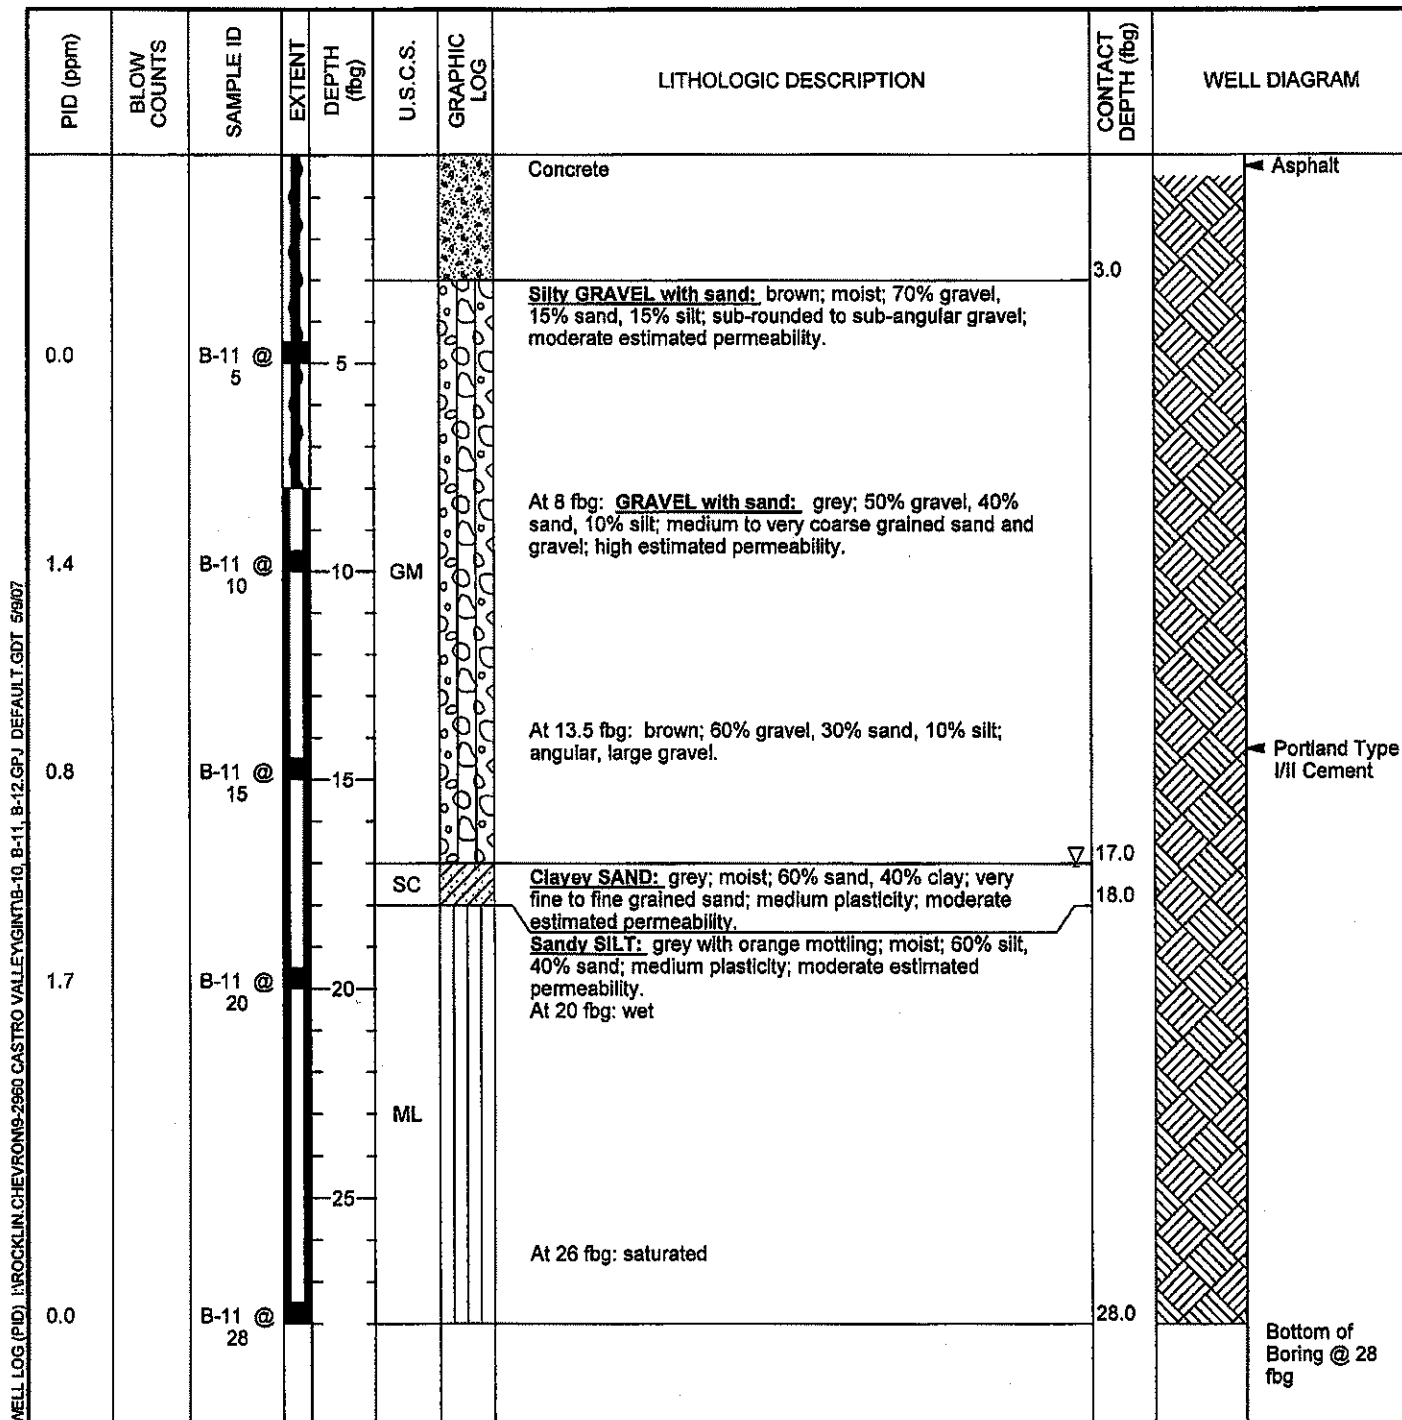 PID (ppm)
BLOW
COUNTS
SAMPLE ID
EXTENT
DEPTH
(fbg)
U.S.C.S.
GRAPHIC
LOG
LITHOLOGIC DESCRIPTION
CONTACT
DEPTH (fbg)
WELL DIAGRAM
Concrete
Asphalt
3.0
Silty GRAVEL with sand: brown; moist; 70% gravel,
15% sand, 15% silt; sub-rounded to sub-angular gravel;
moderate estimated permeability.
0.0
B-11 @
5
5
At 8 fbg: GRAVEL with sand: grey; 50% gravel, 40%
sand, 10% silt; medium to very coarse grained sand and
gravel; high estimated permeability.
1.4
B-11 @
10
10
GM
At 13.5 fbg: brown; 60% gravel, 30% sand, 10% silt;
angular, large gravel.
Portland Type
I/II Cement
0.8
B-11 @
15
15
17.0
SC
Clayey SAND: grey; moist; 60% sand, 40% clay; very
fine to fine grained sand; medium plasticity; moderate
estimated permeability.
18.0
Sandy SILT: grey with orange mottling; moist; 60% silt,
40% sand; medium plasticity; moderate estimated
permeability.
At 20 fbg: wet
1.7
B-11 @
20
20
ML
25
At 26 fbg: saturated
0.0
B-11 @
28
28.0
Bottom of
Boring @ 28
fbg
WELL LOG (PID) I:\ROCKLIN.CHEVRON\9-2960 CASTRO VALLEY\GINT\B-10, B-11, B-12.GPJ DEFAULT.GDT 5/9/07